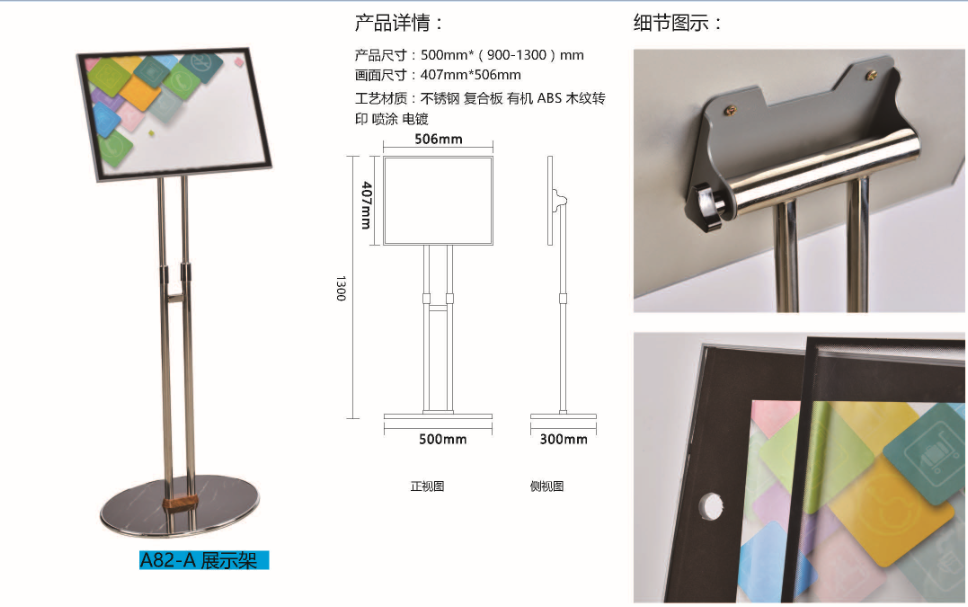 产品详情：
产品尺寸：500mm*（900-1300）mm
画面尺寸：407mm*506mm
工艺材质：不锈钢 复合板 有机 ABS 木纹转
印 喷涂 电镀
506mm
407mm
1300
500mm
300mm
正视图
侧视图
A82-A 展示架
细节图示：